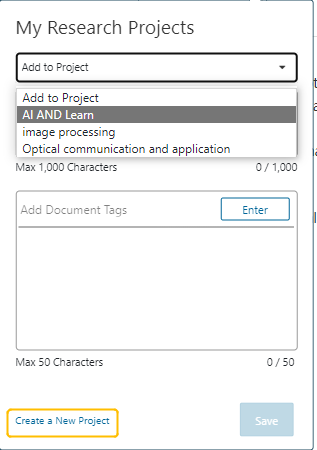 My Research Projects
Add to Project
Add to Project
AI AND Learn
image processing
Optical communication and application
Max 1,000 Characters 0 / 1,000
Add Document Tags Enter
Max 50 Characters 0 / 50
Create a New Project Save